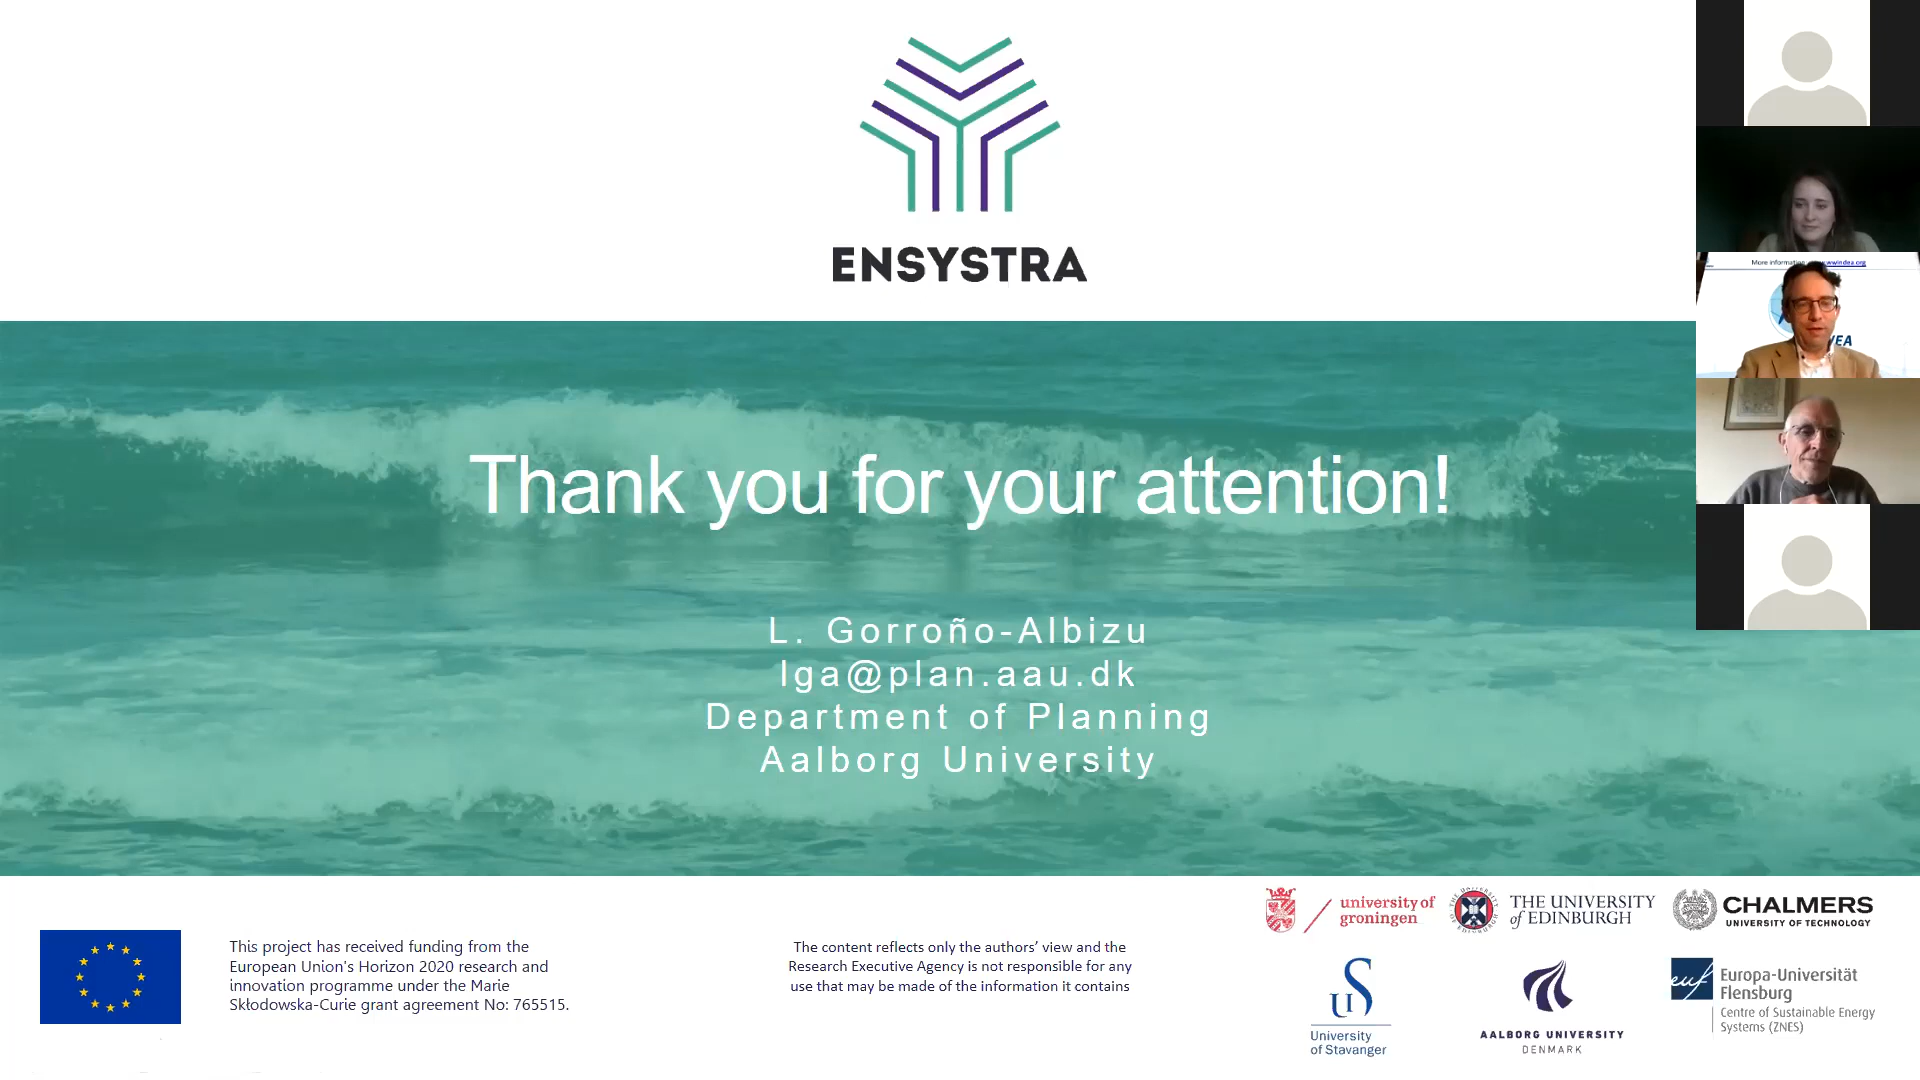 ENSYSTRA
Thank you for your attention!
L. Gorroño-Albizu
lga@plan.aau.dk
Department of Planning
Aalborg University
This project has received funding from the
European Union's Horizon 2020 research and
innovation programme under the Marie
Skłodowska-Curie grant agreement No: 765515.
The content reflects only the authors' view and the
Research Executive Agency is not responsible for any
use that may be made of the information it contains
university of
groningen
THE UNIVERSITY
of EDINBURGH
CHALMERS
UNIVERSITY OF TECHNOLOGY
US
University
of Stavanger
AALBORG UNIVERSITY
DENMARK
euf
Europa-Universität
Flensburg
Centre of Sustainable Energy
Systems (ZNES)
More information